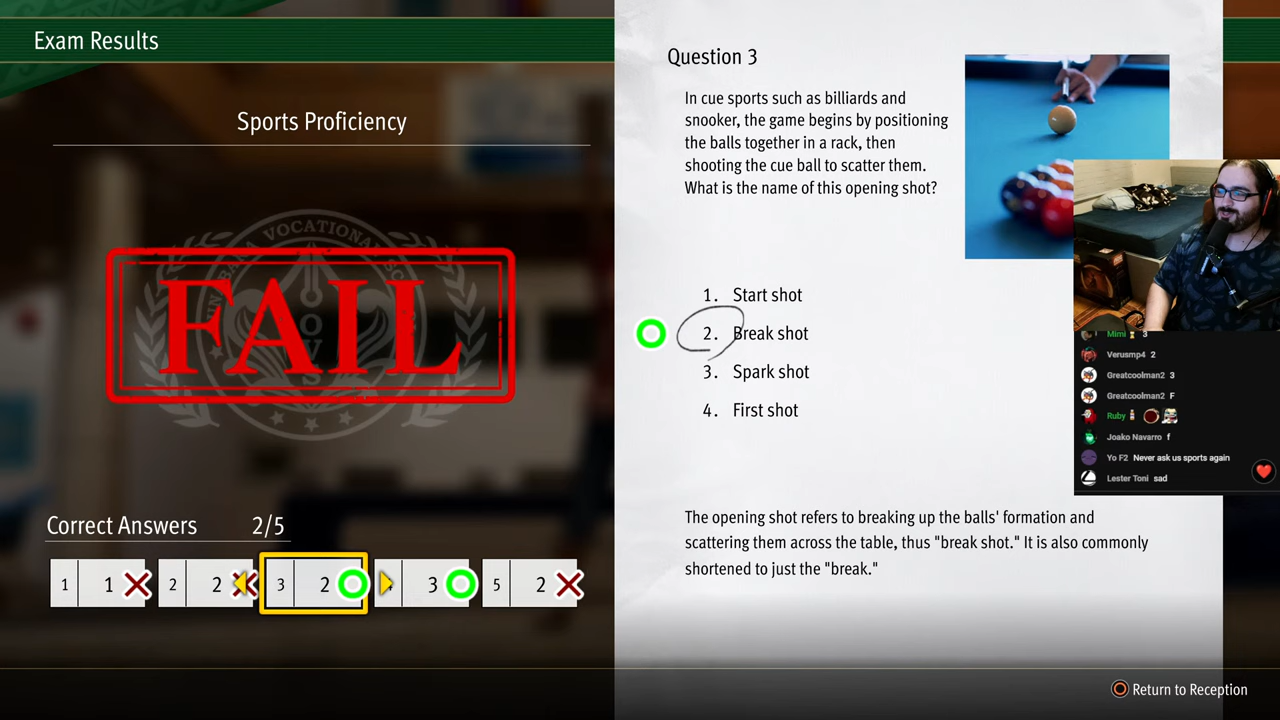 Exam Results
Sports Proficiency
FAIL
Correct Answers 2/5
1 1 2 2 3 2 3 5 2
Question 3
In cue sports such as billiards and
snooker, the game begins by positioning
the balls together in a rack, then
shooting the cue ball to scatter them.
What is the name of this opening shot?
1. Start shot
2. Break shot
3. Spark shot
4. First shot
The opening shot refers to breaking up the balls' formation and
scattering them across the table, thus "break shot." It is also commonly
shortened to just the "break."
Mimi 3
Verusmp4 2
Greatcoolman2 3
Greatcoolman2 F
Ruby
Joako Navarro f
Yo F2 Never ask us sports again
Lester Toni sad
Return to Reception